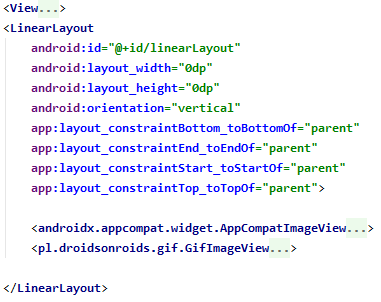 <View...>
<LinearLayout
android:id="@+id/linearLayout"
android:layout_width="0dp"
android:layout_height="0dp"
android:orientation="vertical"
app:layout_constraintBottom_toBottomOf="parent"
app:layout_constraintEnd_toEndOf="parent"
app:layout_constraintStart_toStartOf="parent"
app:layout_constraintTop_toTopOf="parent">
<androidx.appcompat.widget.AppCompatImageView...>
<pl.droidsonroids.gif.GifImageView...>
</LinearLayout>